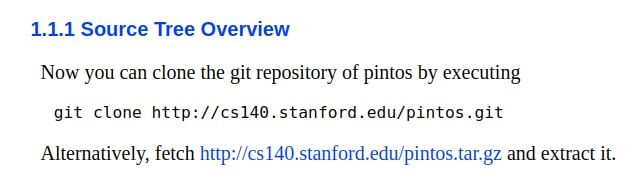 1.1.1 Source Tree Overview
Now you can clone the git repository of pintos by executing
git clone http://cs140.stanford.edu/pintos.git
Alternatively, fetch http://cs140.stanford.edu/pintos.tar.gz and extract it.